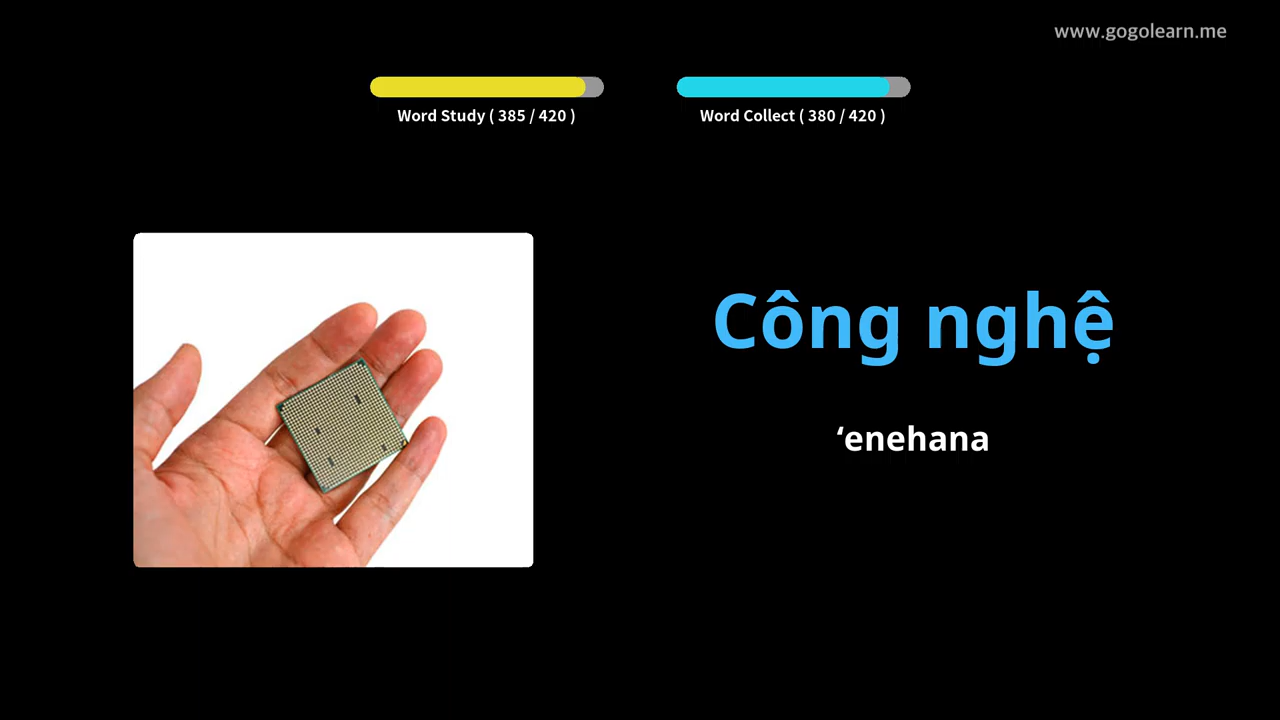 www.gogolearn.me
Word Study ( 385 / 420 )
Word Collect ( 380 / 420 )
Công nghệ
ʻenehana